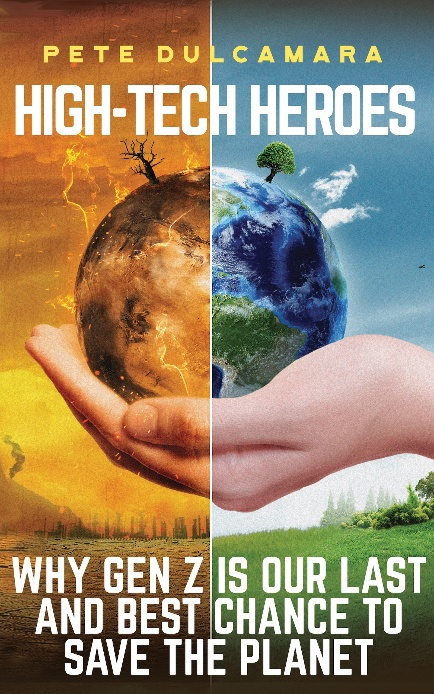 PETE DULCAMARA
HIGH-TECH HEROES
WHY GEN Z IS OUR LAST
AND BEST CHANCE TO
SAVE THE PLANET